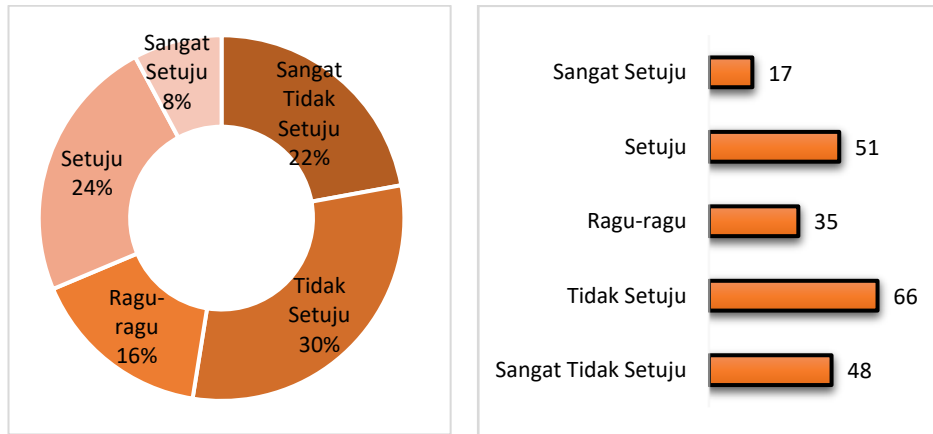 Sangat
Setuju
8%
Sangat
Tidak
Setuju
22%
Setuju
24%
Ragu-
ragu
16%
Tidak
Setuju
30%
Sangat Setuju 17
Setuju 51
Ragu-ragu 35
Tidak Setuju 66
Sangat Tidak Setuju 48